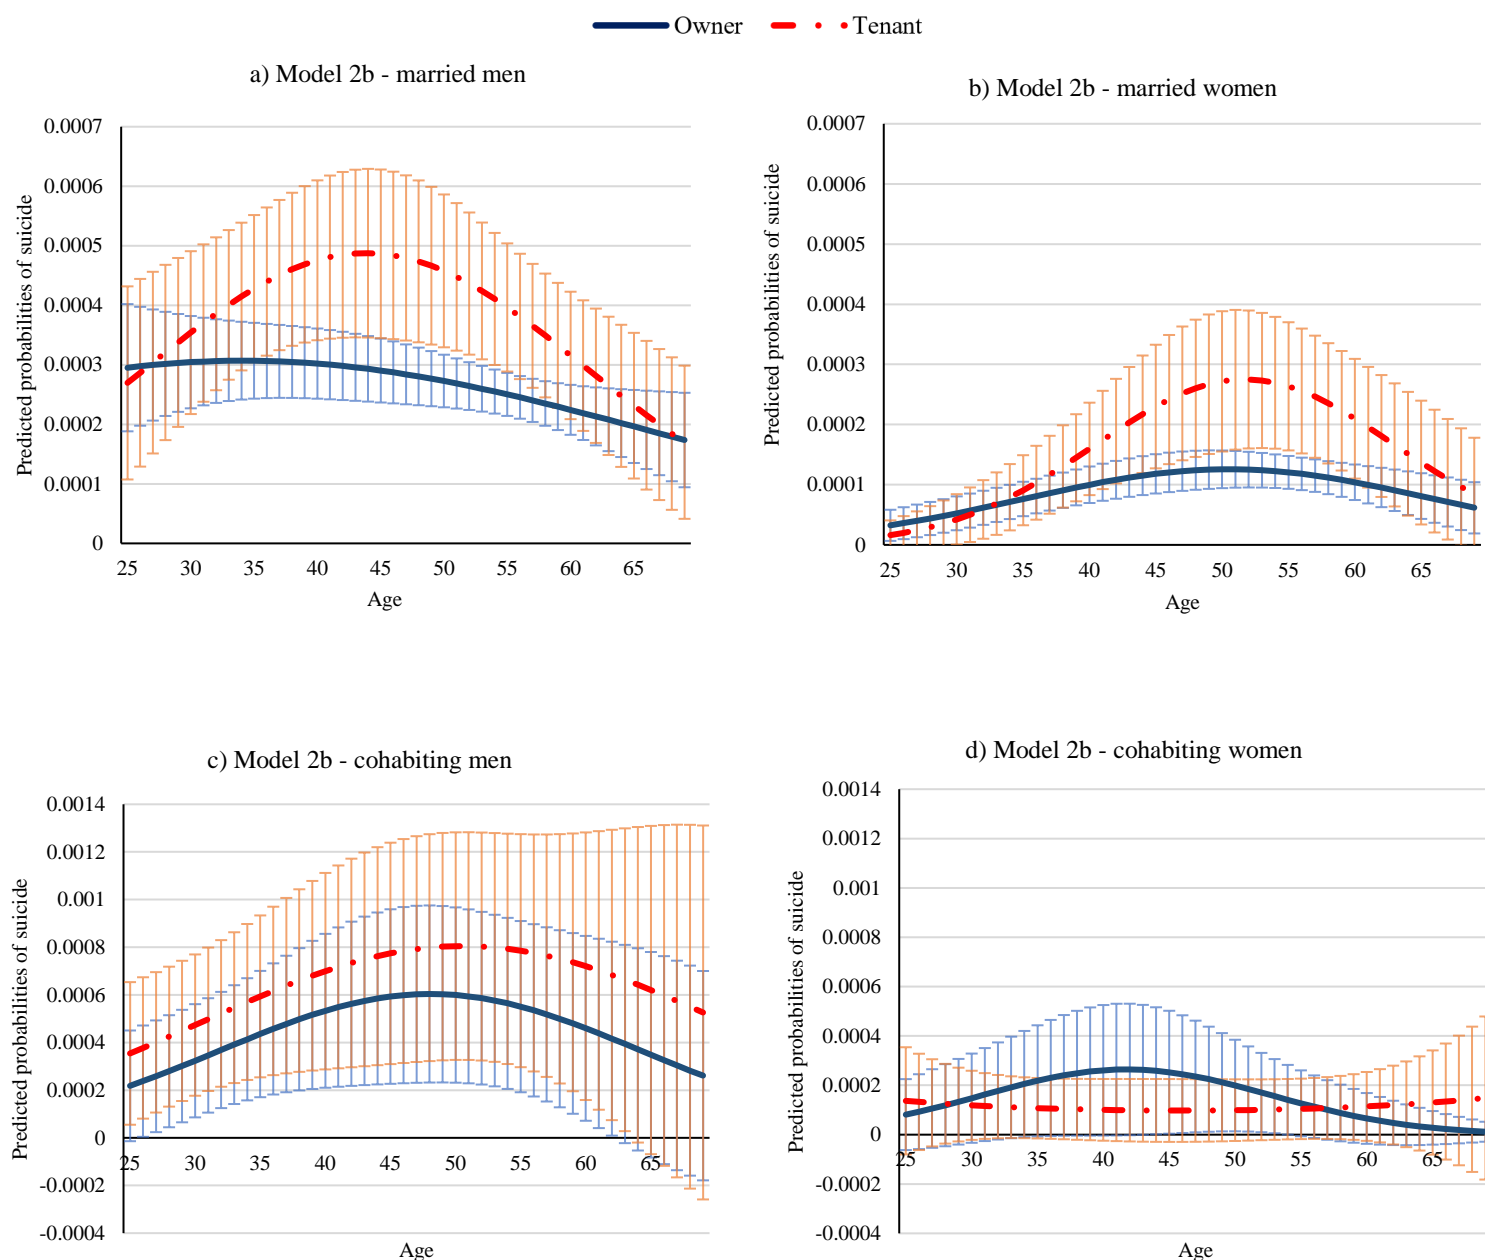 Owner Tenant
a) Model 2b - married men
Predicted probabilities of suicide
0.0007
0.0006
0.0005
0.0004
0.0003
0.0002
0.0001
0
25 30 35 40 45 50 55 60 65
Age
b) Model 2b - married women
Predicted probabilities of suicide
0.0007
0.0006
0.0005
0.0004
0.0003
0.0002
0.0001
0
25 30 35 40 45 50 55 60 65
Age
c) Model 2b - cohabiting men
Predicted probabilities of suicide
0.0014
0.0012
0.001
0.0008
0.0006
0.0004
0.0002
0
-0.0002
-0.0004
25 30 35 40 45 50 55 60 65
Age
d) Model 2b - cohabiting women
Predicted probabilities of suicide
0.0014
0.0012
0.001
0.0008
0.0006
0.0004
0.0002
0
-0.0002
-0.0004
25 30 35 40 45 50 55 60 65
Age